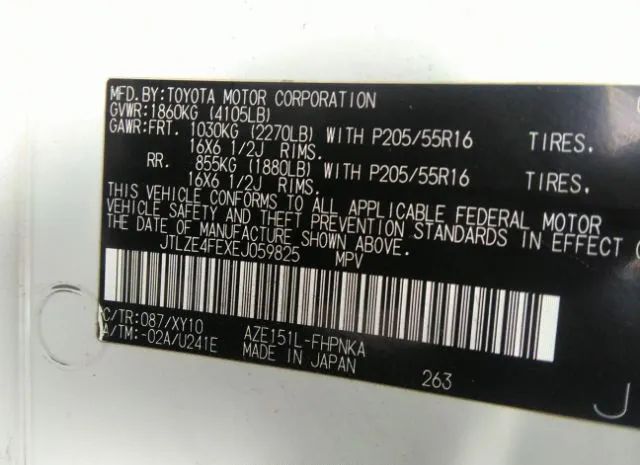 MFD.BY:TOYOTA MOTOR CORPORATION
GVWR:1860KG (4105LB)
GAWR:FRT. 1030KG (2270LB) WITH P205/55R16 TIRES,
16X6 1/2J RIMS.
RR. 855KG (1880LB) WITH P205/55R16 TIRES,
16X6 1/2J RIMS.
THIS VEHICLE CONFORMS TO ALL APPLICABLE FEDERAL MOTOR
VEHICLE SAFETY AND THEFT PREVENTION STANDARDS IN EFFECT
THE DATE OF MANUFACTURE SHOWN ABOVE.
JTLZE4FEXEJ059825 MPV
C/TR:087/XY10 AZE151L-FHPNKA
A/TM:-02A/U241E MADE IN JAPAN
263
J